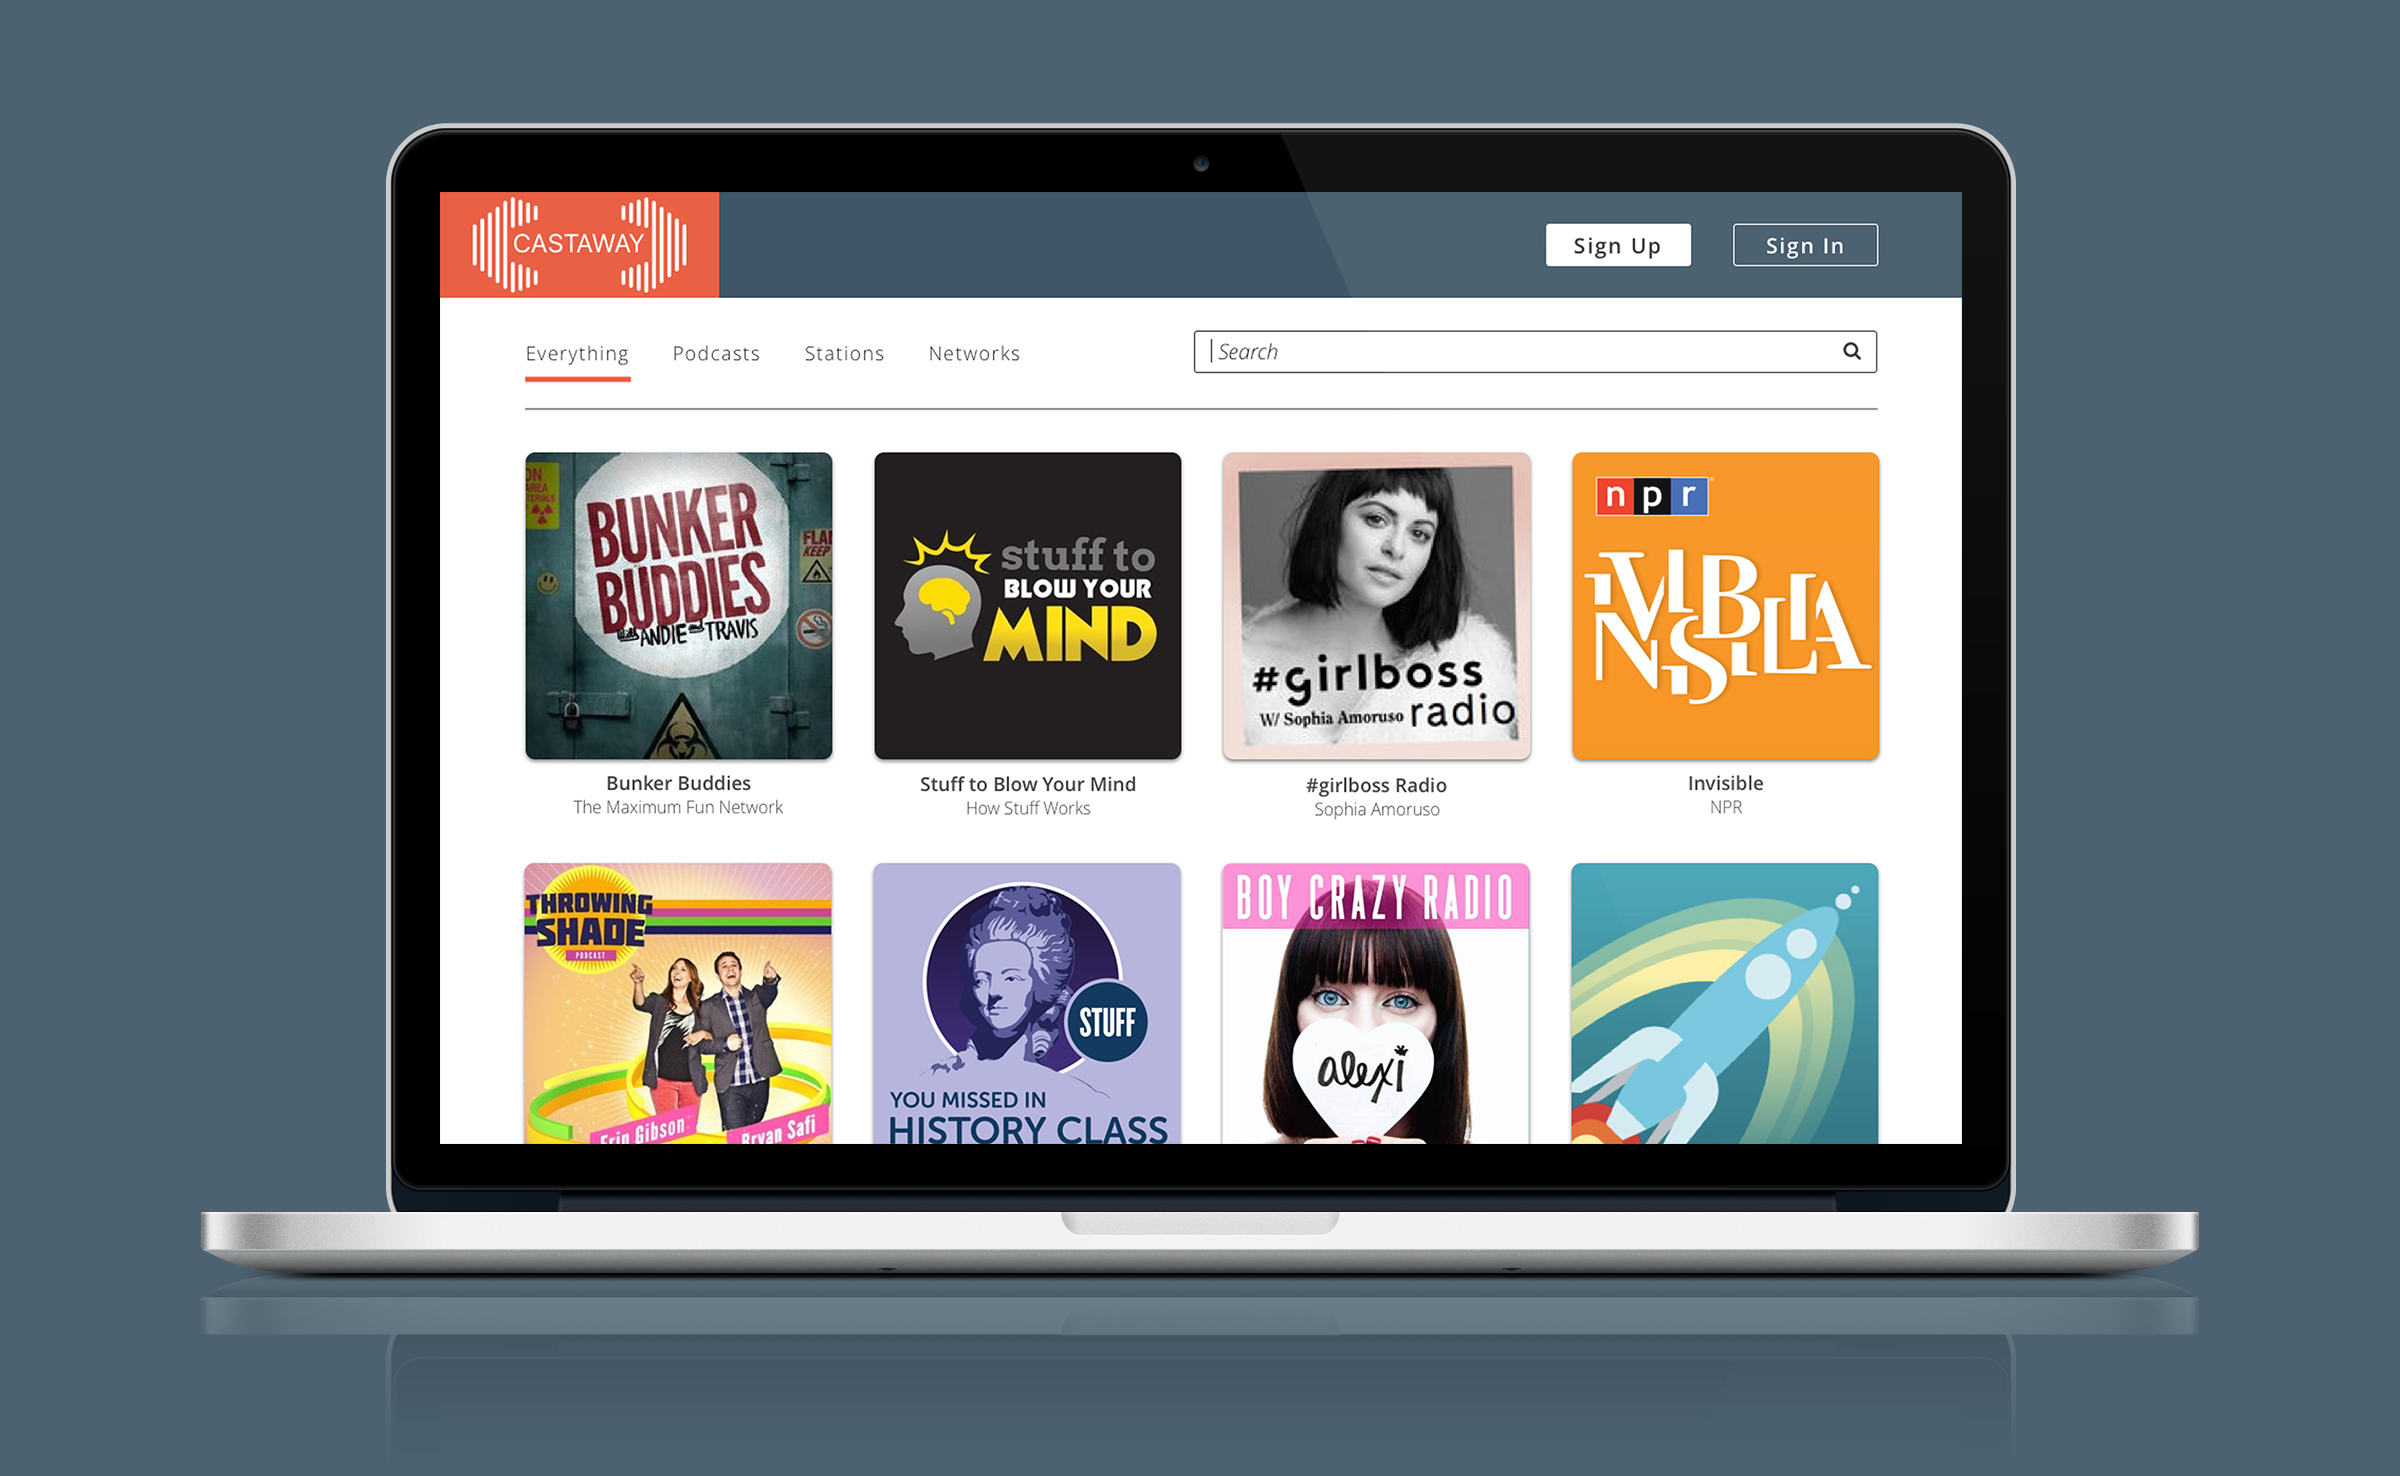 CASTAWAY
Sign Up
Sign In
Everything
Podcasts
Stations
Networks
Search
ON
AREA
BUNKER
BUDDIES
With ANDIE and TRAVIS
KEEP
stuff to
BLOW YOUR
MIND
#girlboss
W/ Sophia Amoruso radio
npr
INVISIBILIA
Bunker Buddies
The Maximum Fun Network
Stuff to Blow Your Mind
How Stuff Works
#girlboss Radio
Sophia Amoruso
Invisible
NPR
THROWING
SHADE
PODCAST
Erin Gibson
Bryan Safi
STUFF
YOU MISSED IN
HISTORY CLASS
BOY CRAZY RADIO
alexi